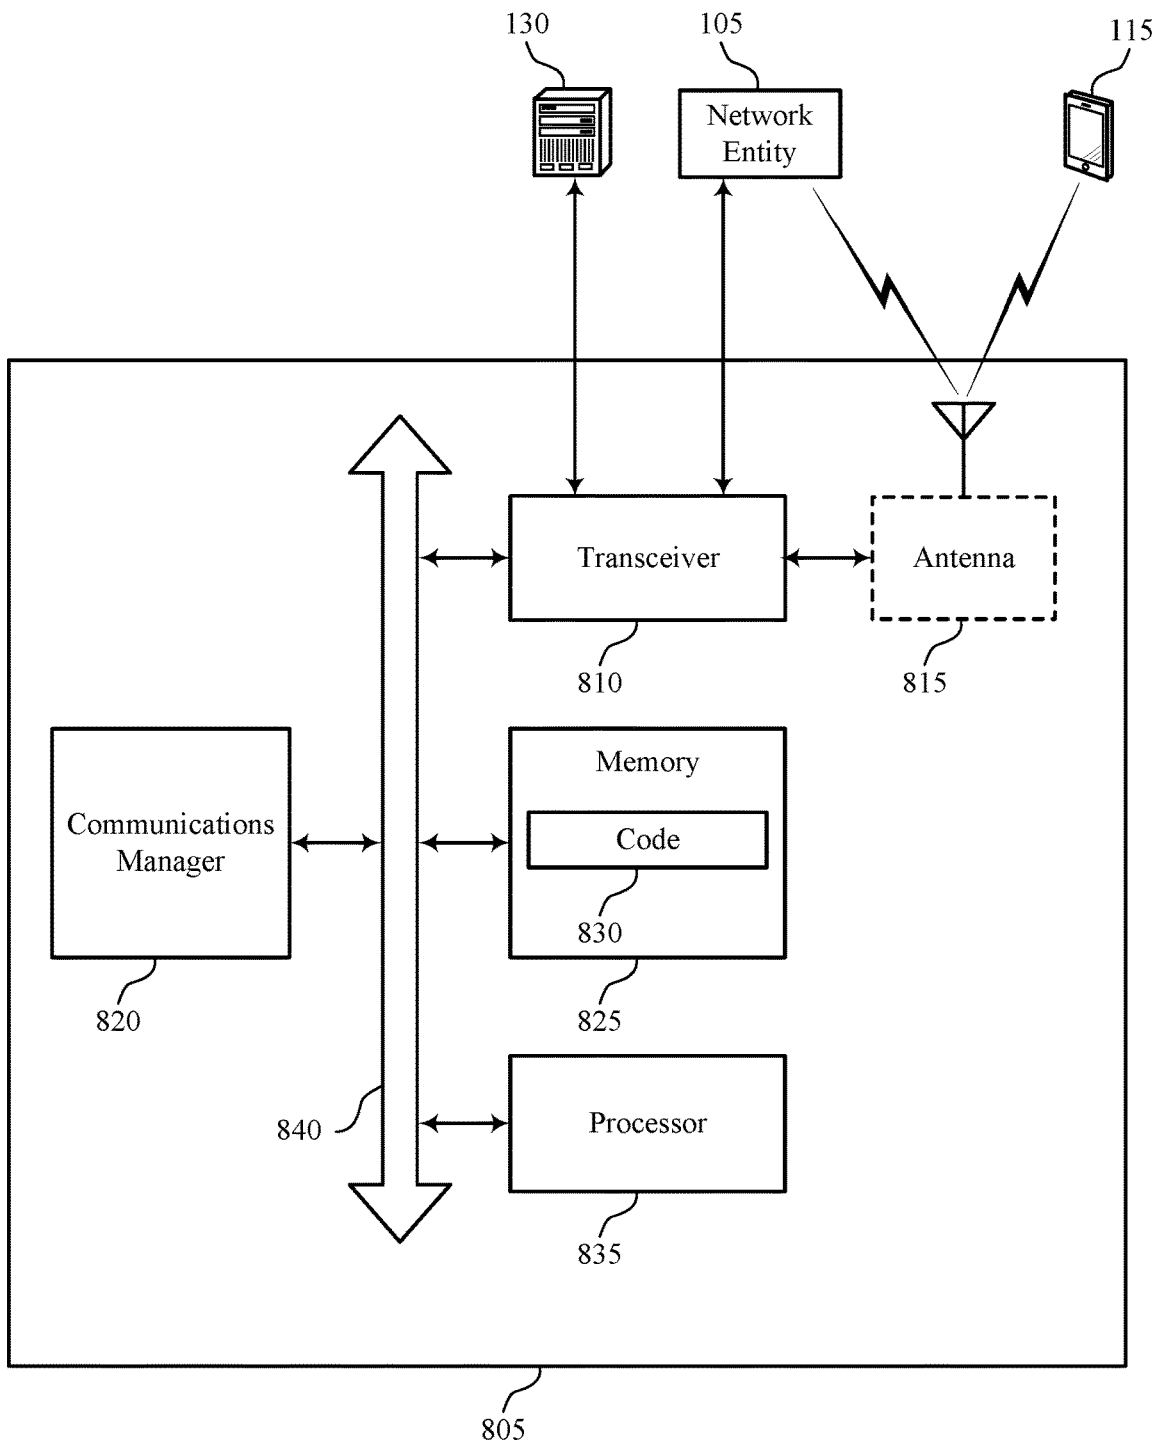 130
105
115
Network
Entity
Transceiver
Antenna
810
815
Memory
Communications
Manager
Code
830
820
825
840
Processor
835
805